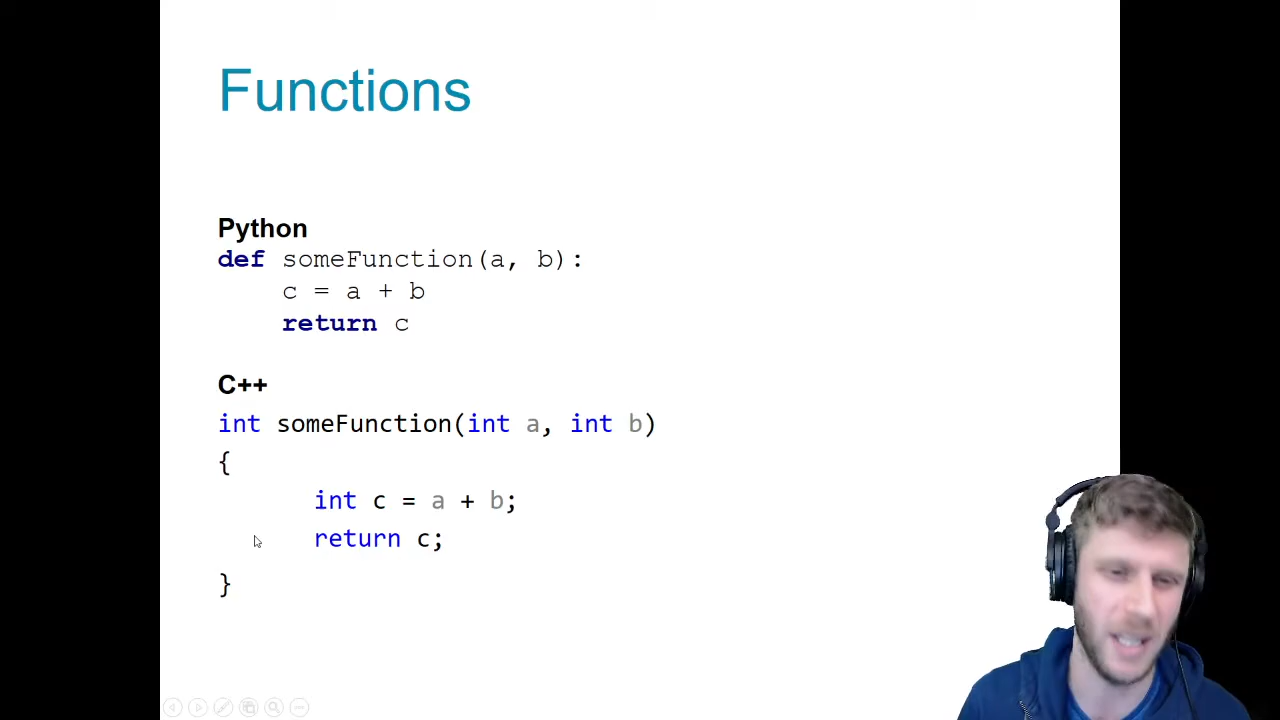 Functions
Python
def someFunction(a, b):
c = a + b
return c
C++
int someFunction(int a, int b)
{
int c = a + b;
return c;
}